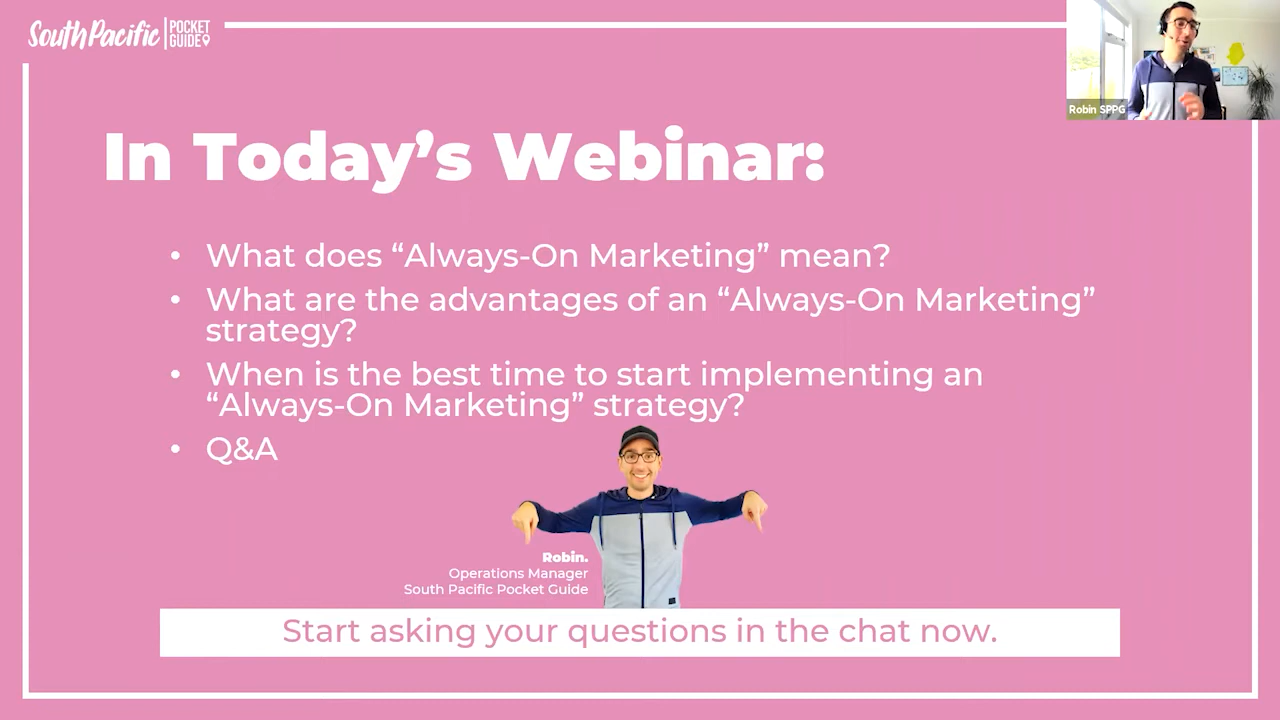 South Pacific
POCKET
GUIDE
Robin SPPG
In Today’s Webinar:
• What does “Always-On Marketing” mean?
• What are the advantages of an “Always-On Marketing”
strategy?
• When is the best time to start implementing an
“Always-On Marketing” strategy?
• Q&A
Robin.
Operations Manager
South Pacific Pocket Guide
Start asking your questions in the chat now.